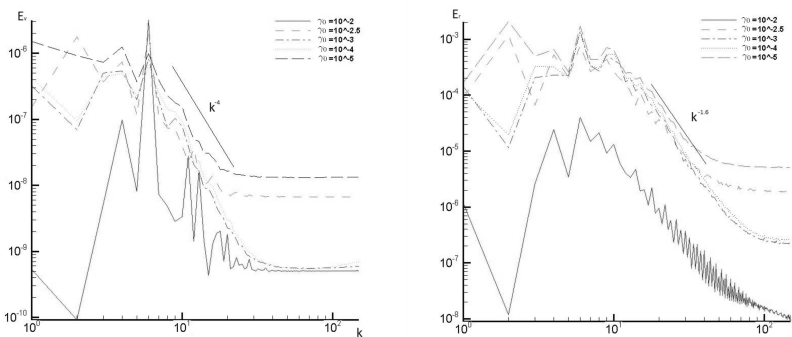 Eᵥ
γ₀ =10^-2
γ₀ =10^-2.5
γ₀ =10^-3
γ₀ =10^-4
γ₀ =10^-5
10⁻⁶
10⁻⁷
10⁻⁸
10⁻⁹
10⁻¹⁰
k⁻⁴
10⁰
10¹
10²
k
Eᵣ
γ₀ =10^-2
γ₀ =10^-2.5
γ₀ =10^-3
γ₀ =10^-4
γ₀ =10^-5
10⁻³
10⁻⁴
10⁻⁵
10⁻⁶
10⁻⁷
10⁻⁸
k⁻¹·⁶
10⁰
10¹
10²
k